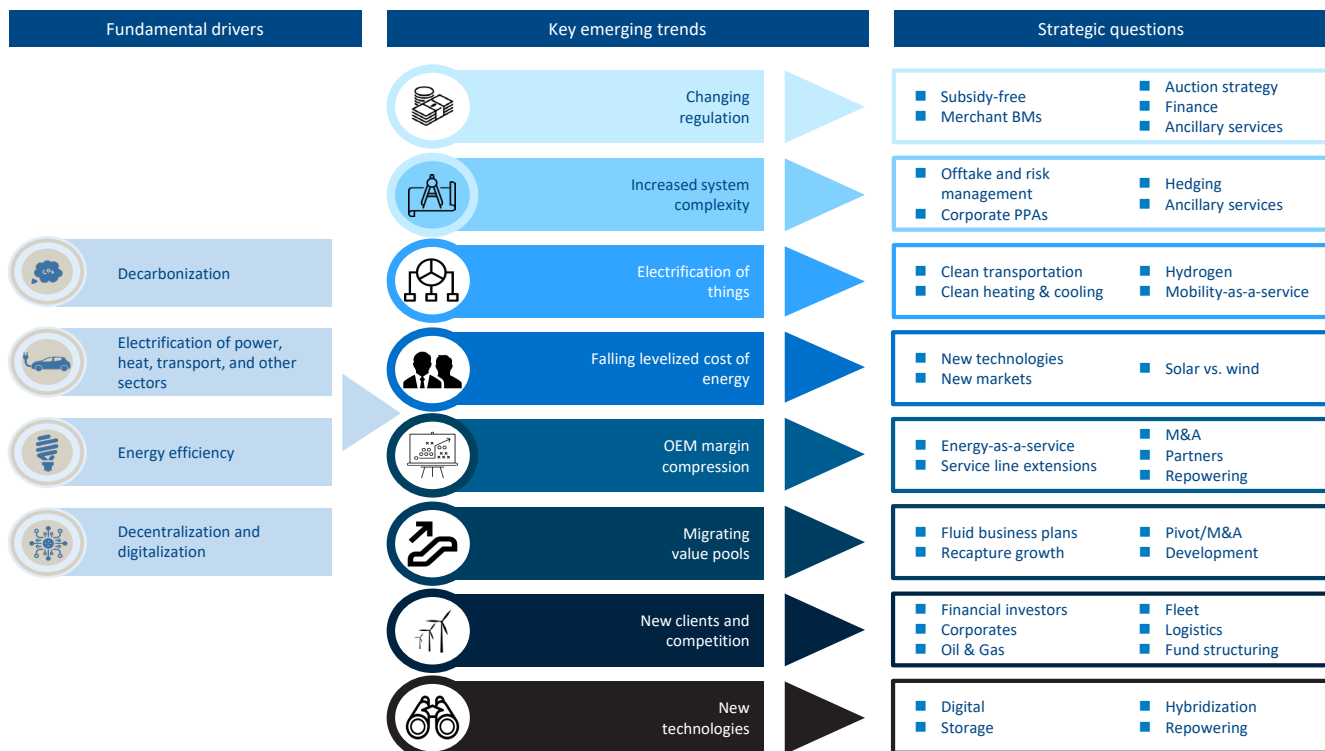 Fundamental drivers
Key emerging trends
Strategic questions
Decarbonization
Electrification of power,
heat, transport, and other
sectors
Energy efficiency
Decentralization and
digitalization
Changing
regulation
Subsidy-free
Merchant BMs
Auction strategy
Finance
Ancillary services
Increased system
complexity
Offtake and risk
management
Corporate PPAs
Hedging
Ancillary services
Electrification of
things
Clean transportation
Clean heating & cooling
Hydrogen
Mobility-as-a-service
Falling levelized cost of
energy
New technologies
New markets
Solar vs. wind
OEM margin
compression
Energy-as-a-service
Service line extensions
M&A
Partners
Repowering
Migrating
value pools
Fluid business plans
Recapture growth
Pivot/M&A
Development
New clients and
competition
Financial investors
Corporates
Oil & Gas
Fleet
Logistics
Fund structuring
New
technologies
Digital
Storage
Hybridization
Repowering